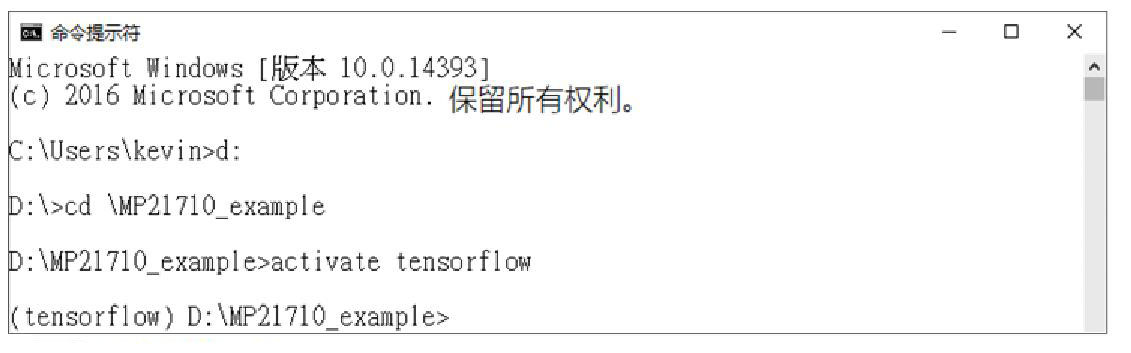 命令提示符
Microsoft Windows [版本 10.0.14393]
(c) 2016 Microsoft Corporation. 保留所有权利。
C:\Users\kevin>d:
D:\>cd \MP21710_example
D:\MP21710_example>activate tensorflow
(tensorflow) D:\MP21710_example>